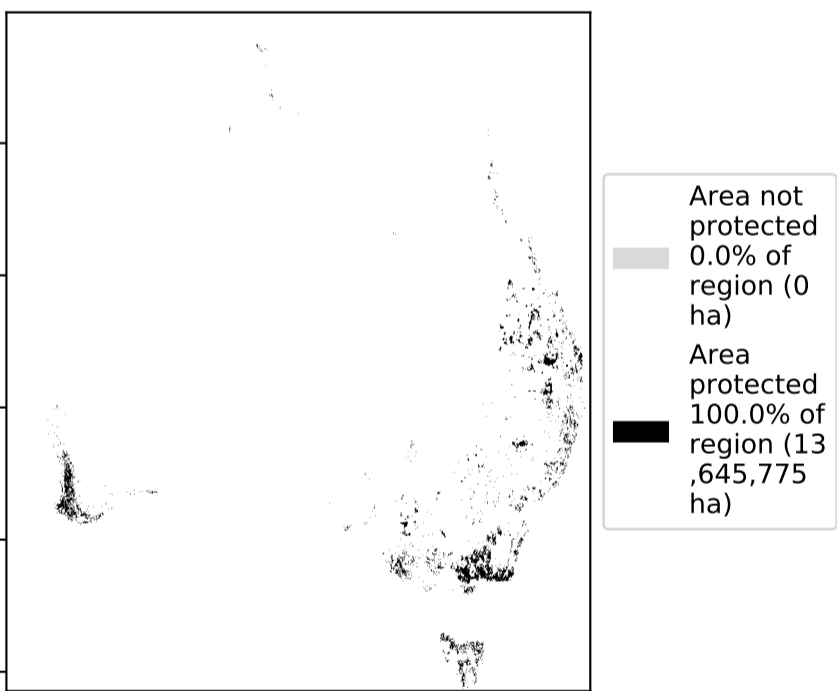 Area not
protected
0.0% of
region (0
ha)
Area
protected
100.0% of
region (13
,645,775
ha)